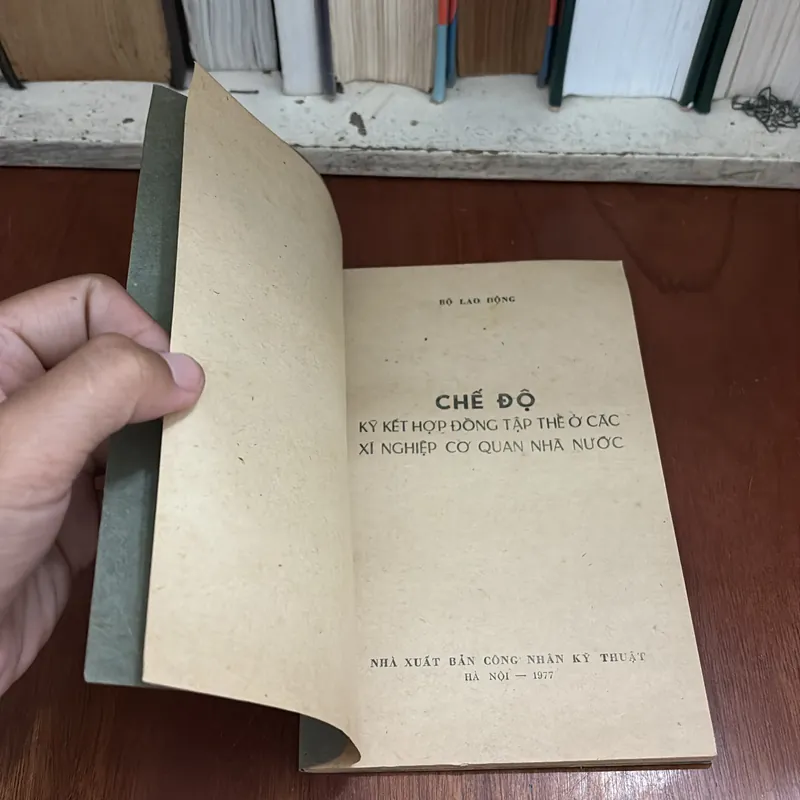 BỘ LAO ĐỘNG
CHẾ ĐỘ
KÝ KẾT HỢP ĐỒNG TẬP THỂ Ở CÁC
XÍ NGHIỆP CƠ QUAN NHÀ NƯỚC
NHÀ XUẤT BẢN CÔNG NHÂN KỸ THUẬT
HÀ NỘI — 1977